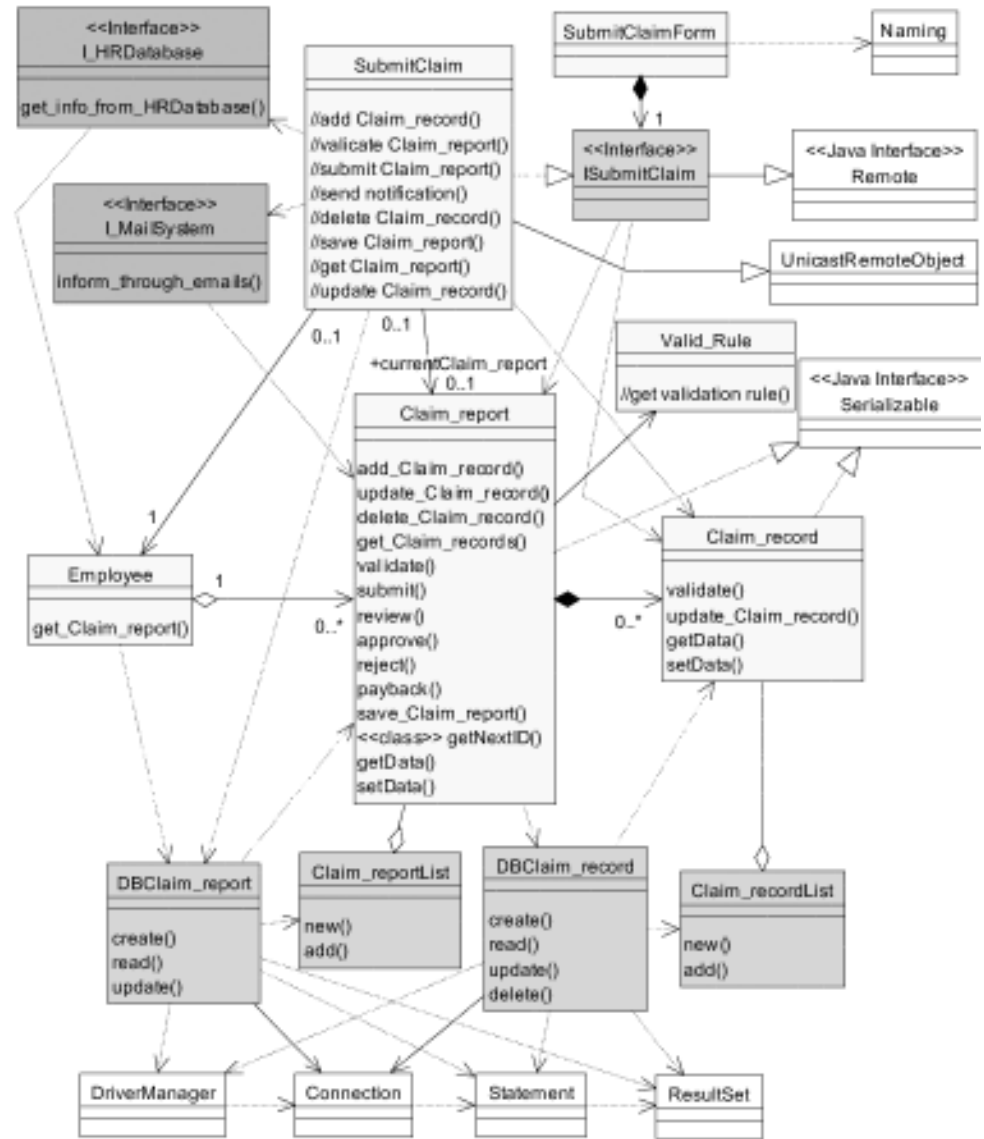 <<Interface>>
I_HRDatabase
get_info_from_HRDatabase()
SubmitClaim
//add Claim_record()
//valicate Claim_report()
//submit Claim_report()
//send notification()
//delete Claim_record()
//save Claim_report()
//get Claim_report()
//update Claim_record()
SubmitClaimForm
Naming
1
<<Interface>>
ISubmitClaim
<<Java Interface>>
Remote
<<Interface>>
I_MailSystem
inform_through_emails()
UnicastRemoteObject
0..1
0..1
+currentClaim_report
0..1
Valid_Rule
//get validation rule()
<<Java Interface>>
Serializable
Claim_report
add_Claim_record()
update_Claim_record()
delete_Claim_record()
get_Claim_records()
validate()
submit()
review()
approve()
reject()
payback()
save_Claim_report()
<<class>> getNextID()
getData()
setData()
1
Employee
get_Claim_report()
1
0..*
0..*
Claim_record
validate()
update_Claim_record()
getData()
setData()
DBClaim_report
create()
read()
update()
Claim_reportList
new()
add()
DBClaim_record
create()
read()
update()
delete()
Claim_recordList
new()
add()
DriverManager
Connection
Statement
ResultSet